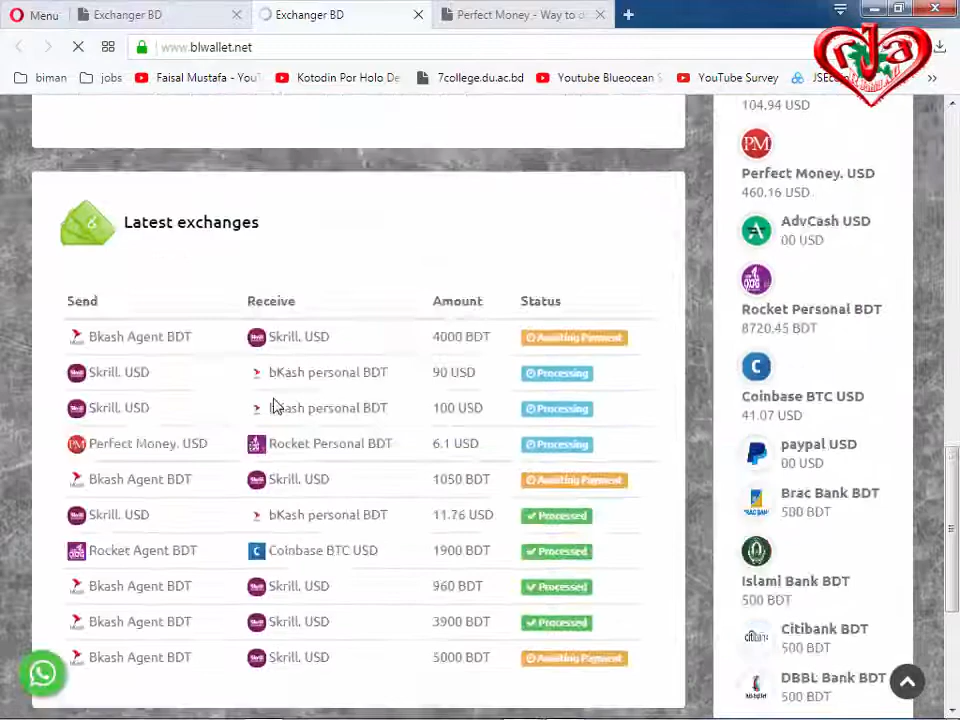 Menu
Exchanger BD
Exchanger BD
Perfect Money - Way to d
www.blwallet.net
biman
jobs
Faisal Mustafa - You
Kotodin Por Holo De
7college.du.ac.bd
Youtube Blueocean S
YouTube Survey
JSEco
104.94 USD
PM
Perfect Money. USD
460.16 USD
AdvCash USD
00 USD
Rocket Personal BDT
8720.45 BDT
Coinbase BTC USD
41.07 USD
paypal USD
00 USD
Brac Bank BDT
500 BDT
Islami Bank BDT
500 BDT
Citibank BDT
500 BDT
DBBL Bank BDT
500 BDT
Latest exchanges
Send Receive Amount Status
Bkash Agent BDT Skrill. USD 4000 BDT Awaiting Payment
Skrill. USD bKash personal BDT 90 USD Processing
Skrill. USD bKash personal BDT 100 USD Processing
PM Perfect Money. USD Rocket Personal BDT 6.1 USD Processing
Bkash Agent BDT Skrill. USD 1050 BDT Awaiting Payment
Skrill. USD bKash personal BDT 11.76 USD Processed
Rocket Agent BDT Coinbase BTC USD 1900 BDT Processed
Bkash Agent BDT Skrill. USD 960 BDT Processed
Bkash Agent BDT Skrill. USD 3900 BDT Processed
Bkash Agent BDT Skrill. USD 5000 BDT Awaiting Payment